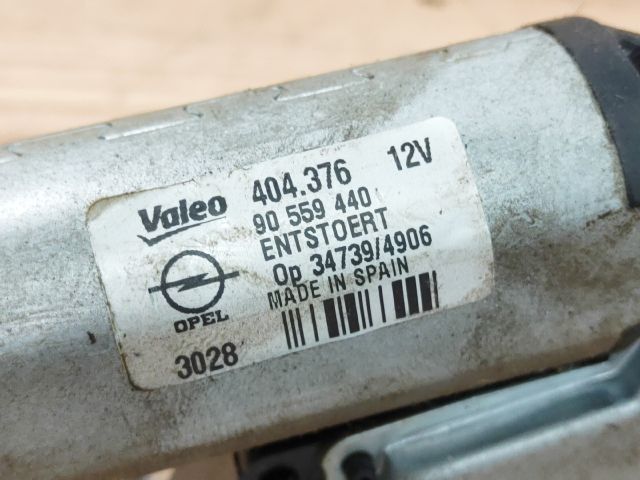 Valeo 404.376 12V
90 559 440
ENTSTOERT
Op 34739/4906
MADE IN SPAIN
OPEL
3028